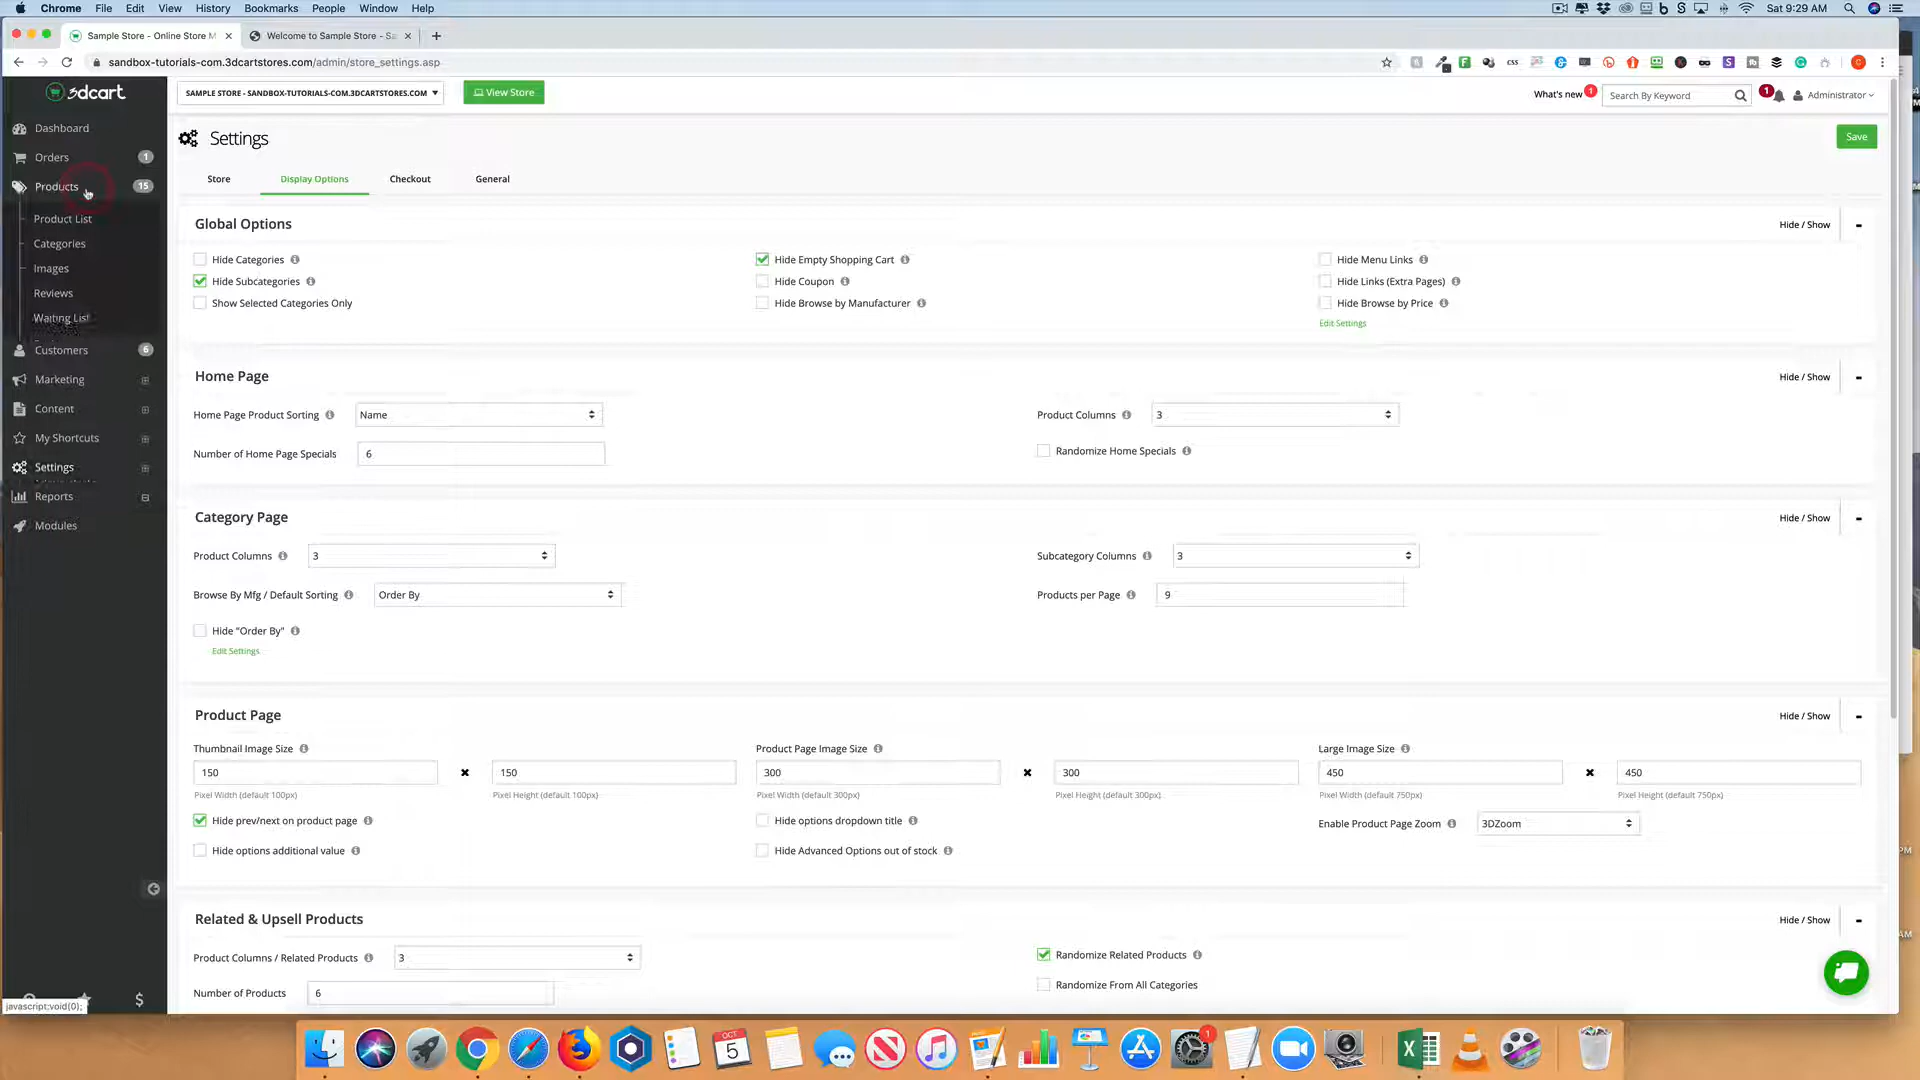 Chrome File Edit View History Bookmarks People Window Help Sat 9:29 AM
Sample Store - Online Store M Welcome to Sample Store - Sa
sandbox-tutorials-com.3dcartstores.com/admin/store_settings.asp
3dcart SAMPLE STORE - SANDBOX-TUTORIALS-COM.3DCARTSTORES.COM View Store What's new 1 Search By Keyword 1 Administrator
Dashboard
Orders 1
Products 15
Product List
Categories
Images
Reviews
Waiting List
Customers 6
Marketing
Content
My Shortcuts
Settings
Reports
Modules
javascript:void(0);
Settings Save
Store Display Options Checkout General
Global Options Hide / Show
Hide Categories Hide Empty Shopping Cart Hide Menu Links
Hide Subcategories Hide Coupon Hide Links (Extra Pages)
Show Selected Categories Only Hide Browse by Manufacturer Hide Browse by Price
Edit Settings
Home Page Hide / Show
Home Page Product Sorting Name Product Columns 3
Number of Home Page Specials 6 Randomize Home Specials
Category Page Hide / Show
Product Columns 3 Subcategory Columns 3
Browse By Mfg / Default Sorting Order By Products per Page 9
Hide "Order By"
Edit Settings
Product Page Hide / Show
Thumbnail Image Size Product Page Image Size Large Image Size
150 150 300 300 450 450
Pixel Width (default 100px) Pixel Height (default 100px) Pixel Width (default 300px) Pixel Height (default 300px) Pixel Width (default 750px) Pixel Height (default 750px)
Hide prev/next on product page Hide options dropdown title Enable Product Page Zoom 3DZoom
Hide options additional value Hide Advanced Options out of stock
Related & Upsell Products Hide / Show
Product Columns / Related Products 3 Randomize Related Products
Number of Products 6 Randomize From All Categories
OCT
5
1